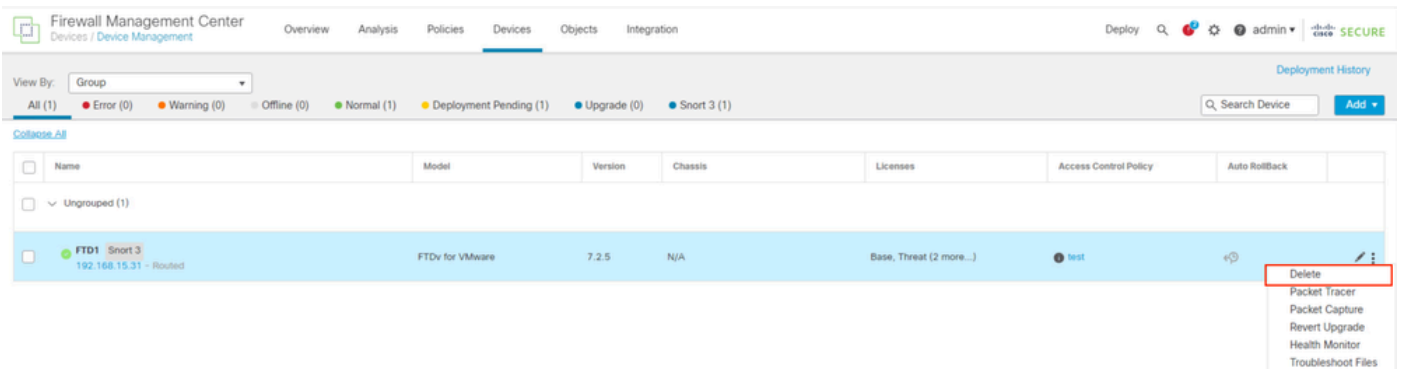 Firewall Management Center
Devices / Device Management
Overview Analysis Policies Devices Objects Integration
Deploy admin SECURE
Deployment History
View By: Group
All (1) Error (0) Warning (0) Offline (0) Normal (1) Deployment Pending (1) Upgrade (0) Snort 3 (1)
Search Device Add
Collapse All
Name Model Version Chassis Licenses Access Control Policy Auto RollBack
Ungrouped (1)
FTD1 Snort 3
192.168.15.31 - Routed
FTDv for VMware 7.2.5 N/A Base, Threat (2 more...) test
Delete
Packet Tracer
Packet Capture
Revert Upgrade
Health Monitor
Troubleshoot Files